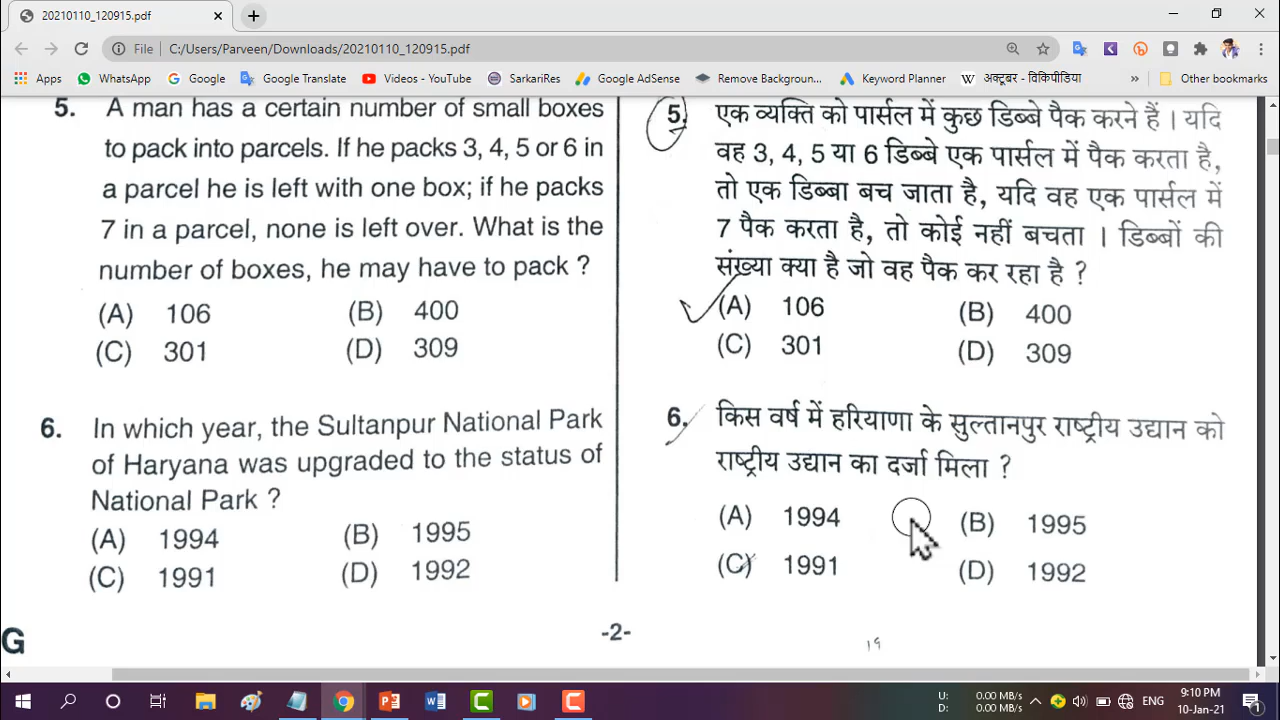 20210110_120915.pdf
File | C:/Users/Parveen/Downloads/20210110_120915.pdf
Apps WhatsApp Google Google Translate Videos - YouTube SarkariRes Google AdSense Remove Backgroun... Keyword Planner W अक्टूबर - विकिपीडिया » Other bookmarks
5. A man has a certain number of small boxes
to pack into parcels. If he packs 3, 4, 5 or 6 in
a parcel he is left with one box; if he packs
7 in a parcel, none is left over. What is the
number of boxes, he may have to pack ?
(A) 106 (B) 400
(C) 301 (D) 309
6. In which year, the Sultanpur National Park
of Haryana was upgraded to the status of
National Park ?
(A) 1994 (B) 1995
(C) 1991 (D) 1992
5. एक व्यक्ति को पार्सल में कुछ डिब्बे पैक करने हैं । यदि
वह 3, 4, 5 या 6 डिब्बे एक पार्सल में पैक करता है,
तो एक डिब्बा बच जाता है, यदि वह एक पार्सल में
7 पैक करता है, तो कोई नहीं बचता । डिब्बों की
संख्या क्या है जो वह पैक कर रहा है ?
(A) 106 (B) 400
(C) 301 (D) 309
6. किस वर्ष में हरियाणा के सुल्तानपुर राष्ट्रीय उद्यान को
राष्ट्रीय उद्यान का दर्जा मिला ?
(A) 1994 (B) 1995
(C) 1991 (D) 1992
G
-2-
19
U: 0.00 MB/s
D: 0.00 MB/s
ENG
9:10 PM
10-Jan-21
1